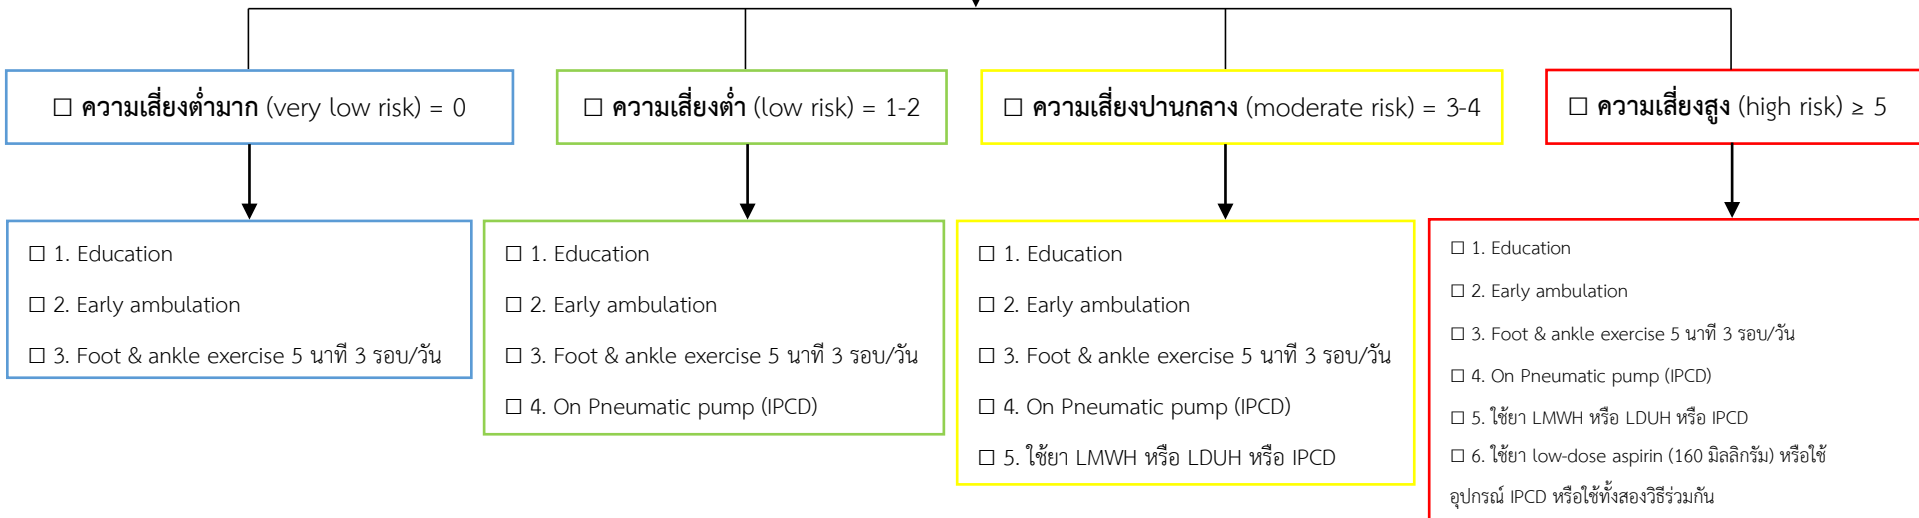 ☐ ความเสี่ยงต่ำมาก (very low risk) = 0
☐ ความเสี่ยงต่ำ (low risk) = 1-2
☐ ความเสี่ยงปานกลาง (moderate risk) = 3-4
☐ ความเสี่ยงสูง (high risk) ≥ 5
☐ 1. Education
☐ 2. Early ambulation
☐ 3. Foot & ankle exercise 5 นาที 3 รอบ/วัน
☐ 1. Education
☐ 2. Early ambulation
☐ 3. Foot & ankle exercise 5 นาที 3 รอบ/วัน
☐ 4. On Pneumatic pump (IPCD)
☐ 1. Education
☐ 2. Early ambulation
☐ 3. Foot & ankle exercise 5 นาที 3 รอบ/วัน
☐ 4. On Pneumatic pump (IPCD)
☐ 5. ใช้ยา LMWH หรือ LDUH หรือ IPCD
☐ 1. Education
☐ 2. Early ambulation
☐ 3. Foot & ankle exercise 5 นาที 3 รอบ/วัน
☐ 4. On Pneumatic pump (IPCD)
☐ 5. ใช้ยา LMWH หรือ LDUH หรือ IPCD
☐ 6. ใช้ยา low-dose aspirin (160 มิลลิกรัม) หรือใช้
อุปกรณ์ IPCD หรือใช้ทั้งสองวิธีร่วมกัน